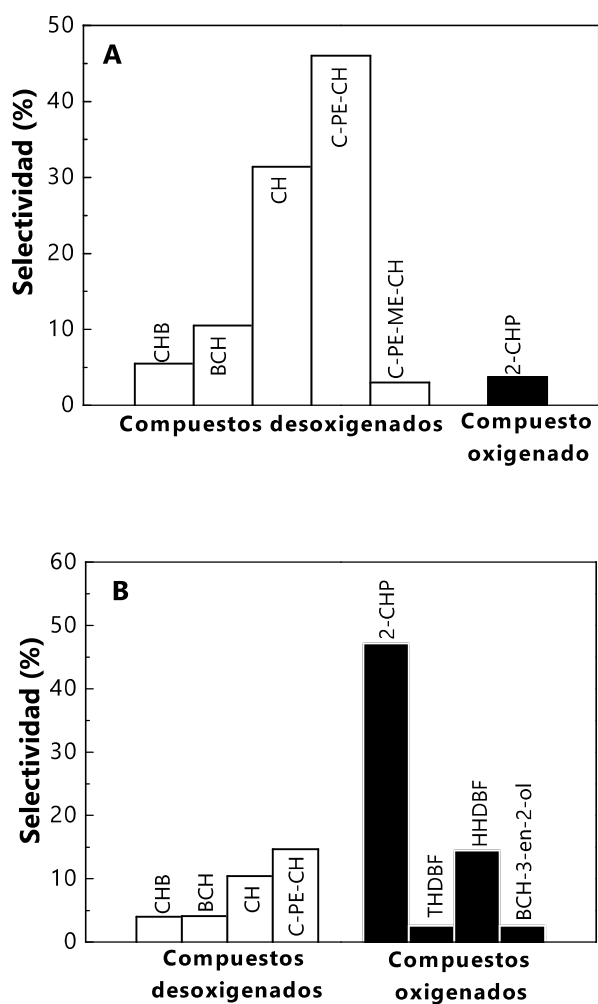 A
Selectividad (%)
50
40
30
20
10
0
CHB
BCH
CH
C-PE-CH
C-PE-ME-CH
2-CHP
Compuestos desoxigenados
Compuesto
oxigenado
B
Selectividad (%)
60
50
40
30
20
10
0
CHB
BCH
CH
C-PE-CH
2-CHP
THDBF
HHDBF
BCH-3-en-2-ol
Compuestos
desoxigenados
Compuestos
oxigenados